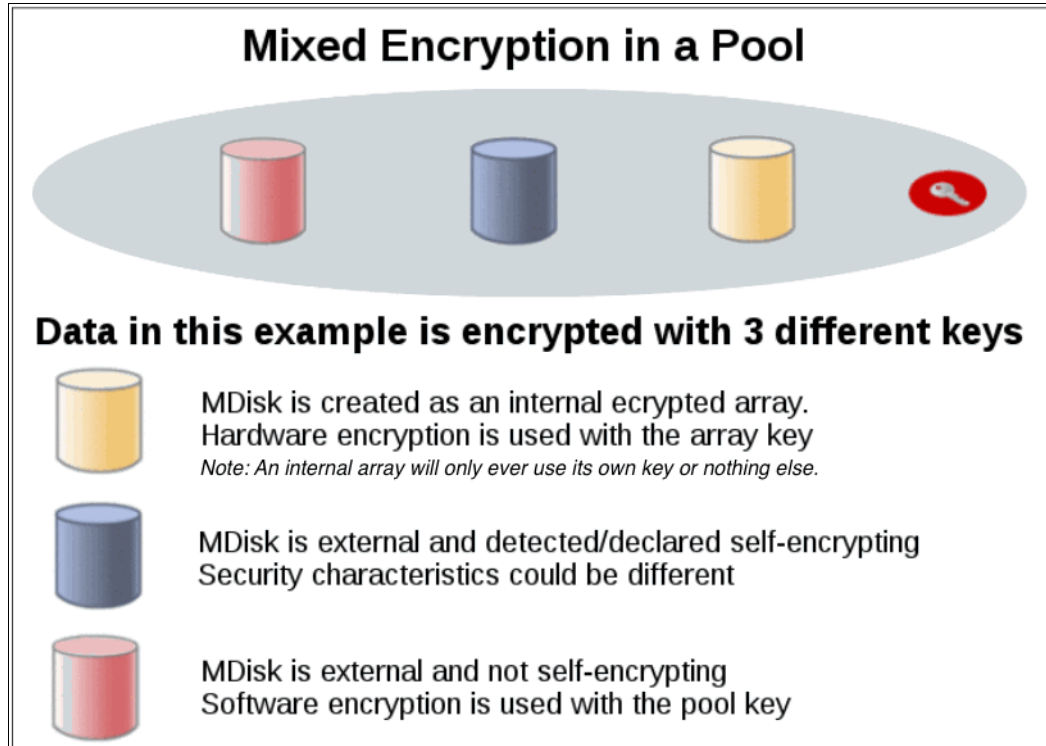 Mixed Encryption in a Pool
Data in this example is encrypted with 3 different keys
MDisk is created as an internal ecrypted array.
Hardware encryption is used with the array key
Note: An internal array will only ever use its own key or nothing else.
MDisk is external and detected/declared self-encrypting
Security characteristics could be different
MDisk is external and not self-encrypting
Software encryption is used with the pool key